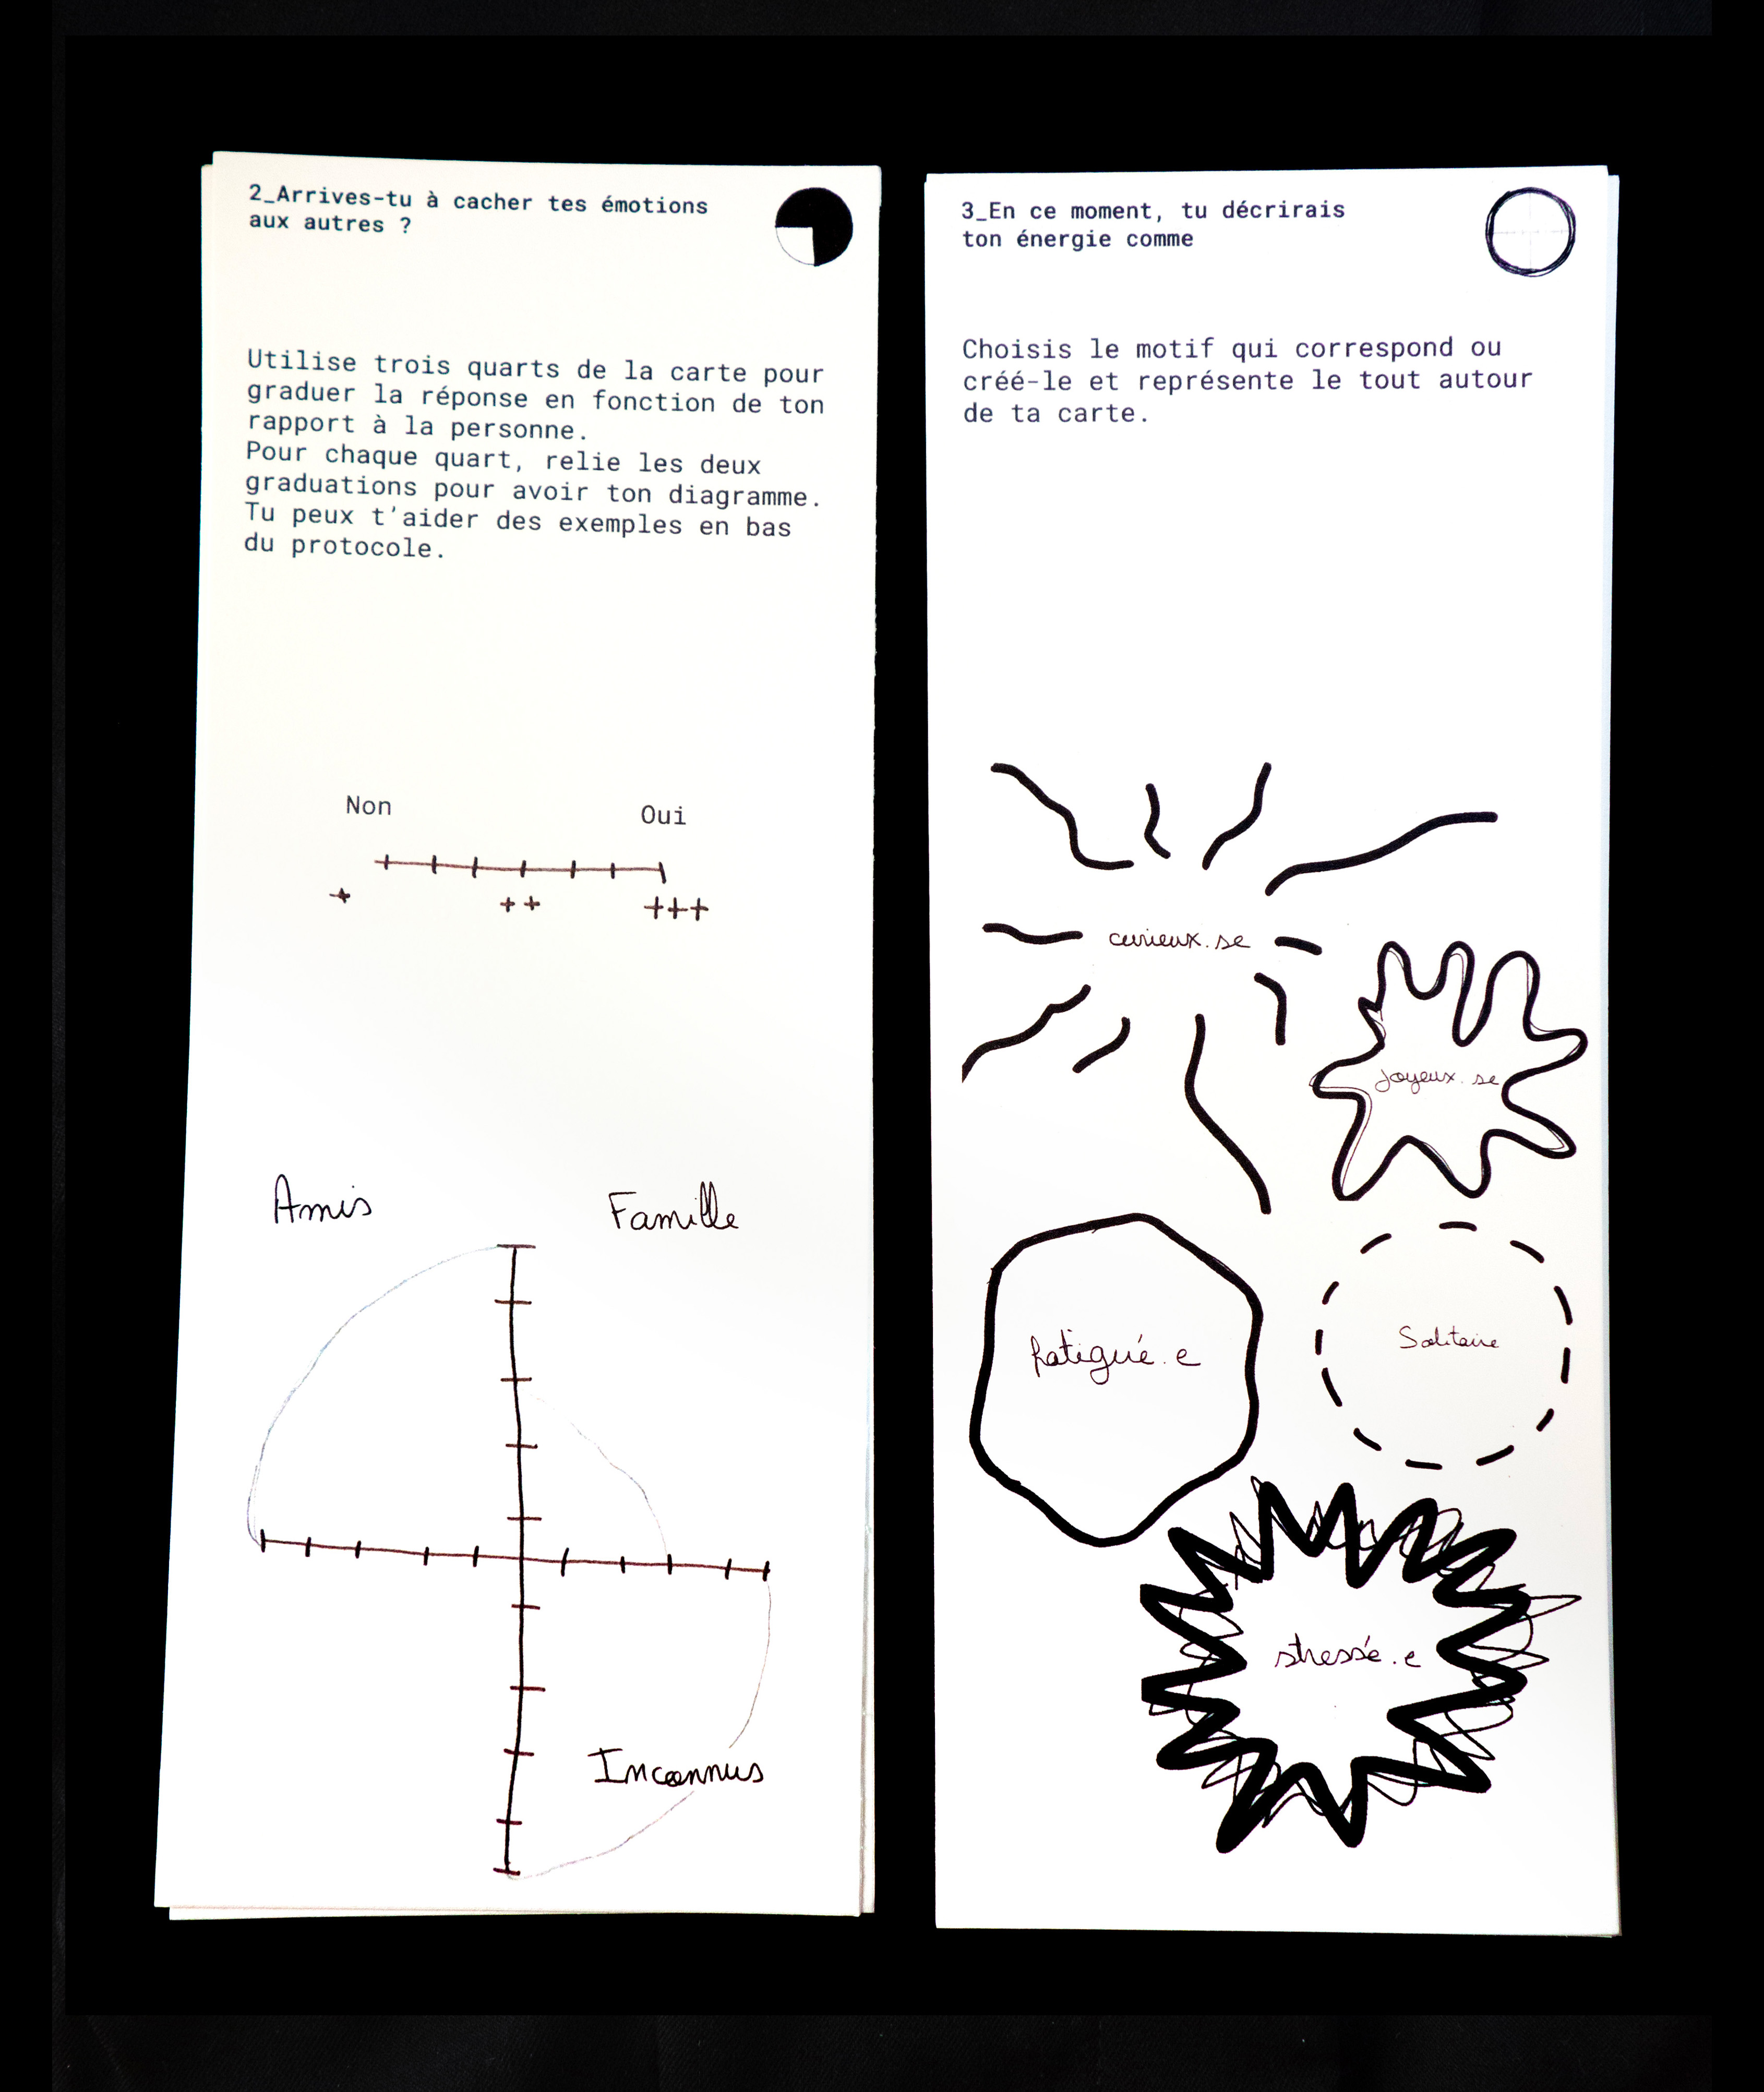 2_Arrives-tu à cacher tes émotions
aux autres ?
Utilise trois quarts de la carte pour
graduer la réponse en fonction de ton
rapport à la personne.
Pour chaque quart, relie les deux
graduations pour avoir ton diagramme.
Tu peux t'aider des exemples en bas
du protocole.
Non Oui
+ ++ +++
Amis Famille
Inconnus
3_En ce moment, tu décrirais
ton énergie comme
Choisis le motif qui correspond ou
créé-le et représente le tout autour
de ta carte.
curieux.se
joyeux.se
fatigué.e
Solitaire
stressé.e